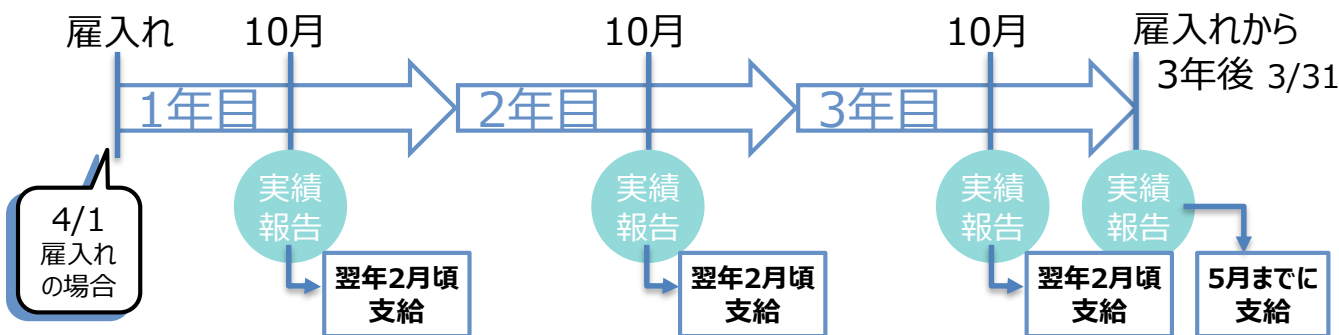 雇入れ
10月
10月
10月
雇入れから
3年後 3/31
1年目
2年目
3年目
4/1
雇入れ
の場合
実績
報告
実績
報告
実績
報告
実績
報告
翌年2月頃
支給
翌年2月頃
支給
翌年2月頃
支給
5月までに
支給